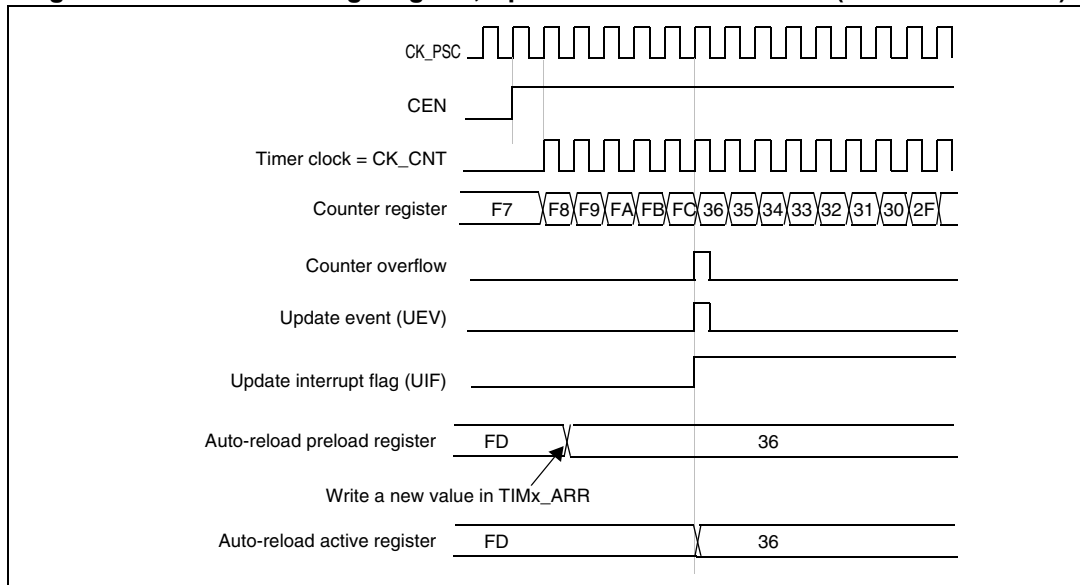 CK_PSC
CEN
Timer clock = CK_CNT
Counter register F7 F8 F9 FA FB FC 36 35 34 33 32 31 30 2F
Counter overflow
Update event (UEV)
Update interrupt flag (UIF)
Auto-reload preload register FD 36
Write a new value in TIMx_ARR
Auto-reload active register FD 36